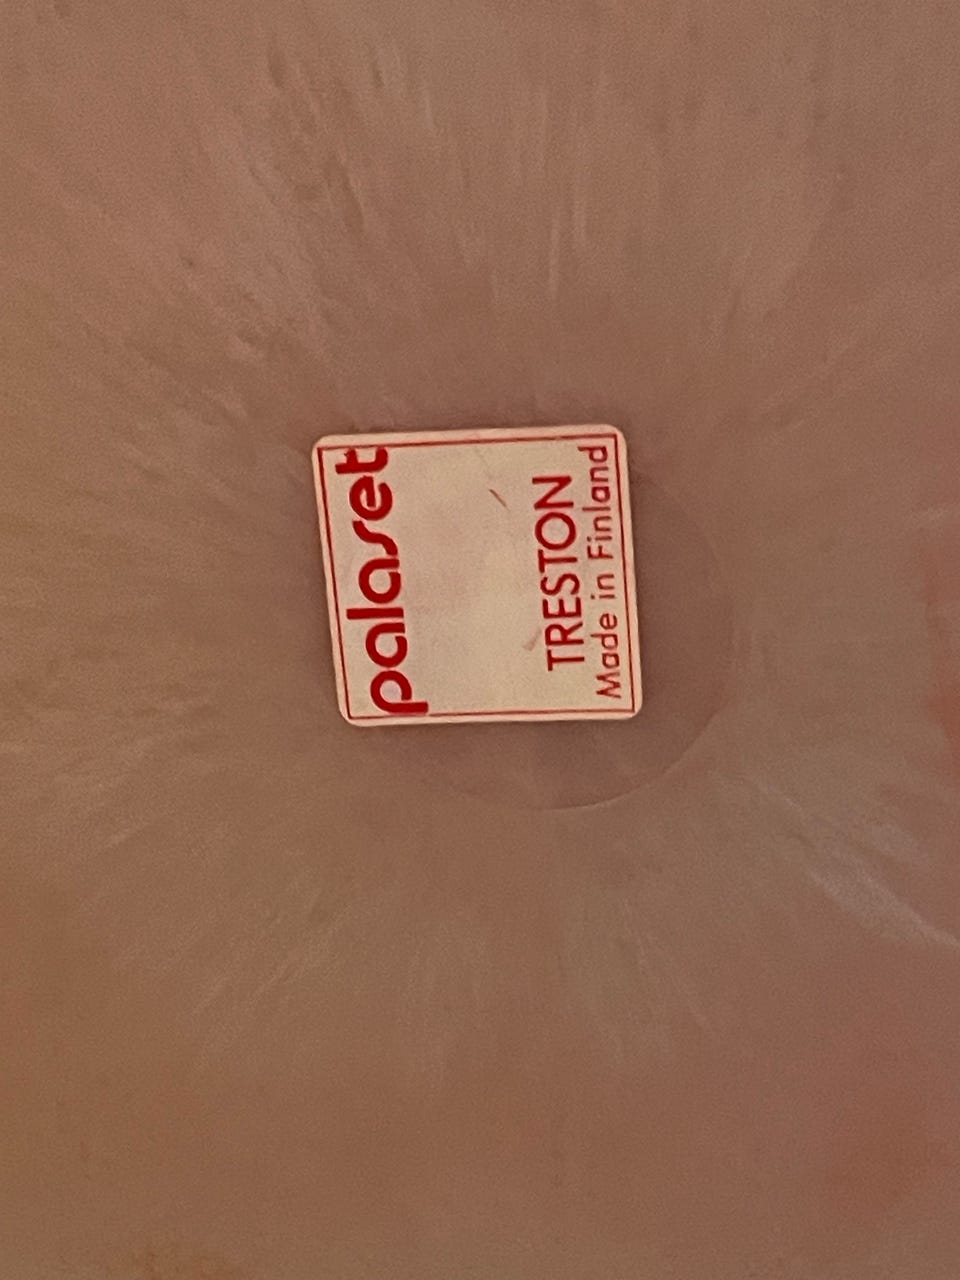 palaset
TRESTON
Made in Finland